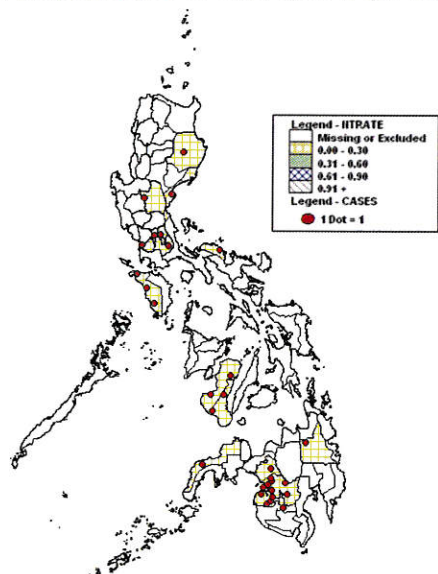 Legend - IITRATE
Missing or Excluded
0.00 - 0.30
0.31 - 0.60
0.61 - 0.90
0.91 +
Legend - CASES
1 Dot = 1